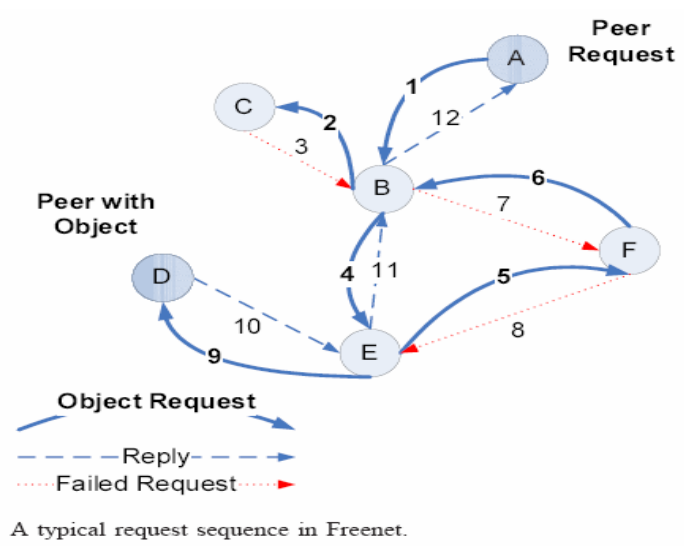 Peer
Request
A
1
12
C
2
3
B
6
7
Peer with
Object
F
D
4
11
5
10
8
E
9
Object Request
Reply
Failed Request
A typical request sequence in Freenet.